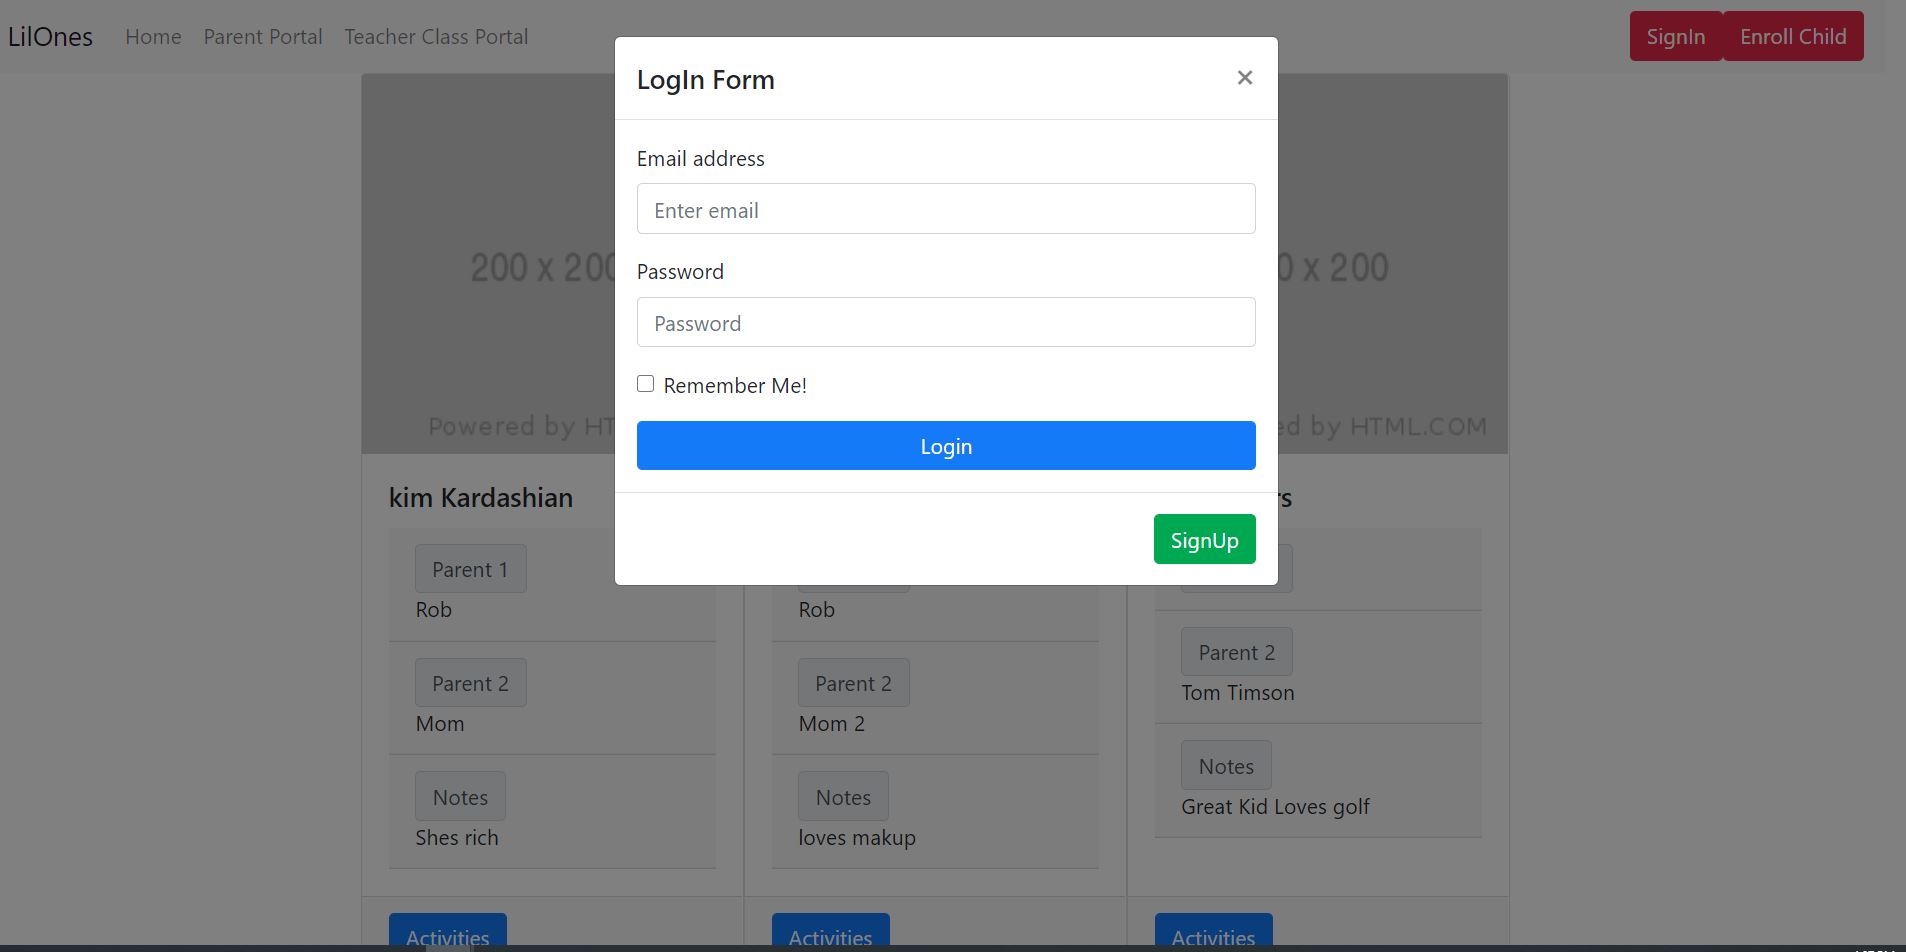 LilOnes Home Parent Portal Teacher Class Portal SignIn Enroll Child
LogIn Form ×
Email address
Enter email
Password
Password
Remember Me!
Login
SignUp
200 x 200
Powered by HT
kim Kardashian
Parent 1
Rob
Parent 2
Mom
Notes
Shes rich
Activities
Rob
Parent 2
Mom 2
Notes
loves makup
Activities
0 x 200
ed by HTML.COM
rs
Parent 2
Tom Timson
Notes
Great Kid Loves golf
Activities